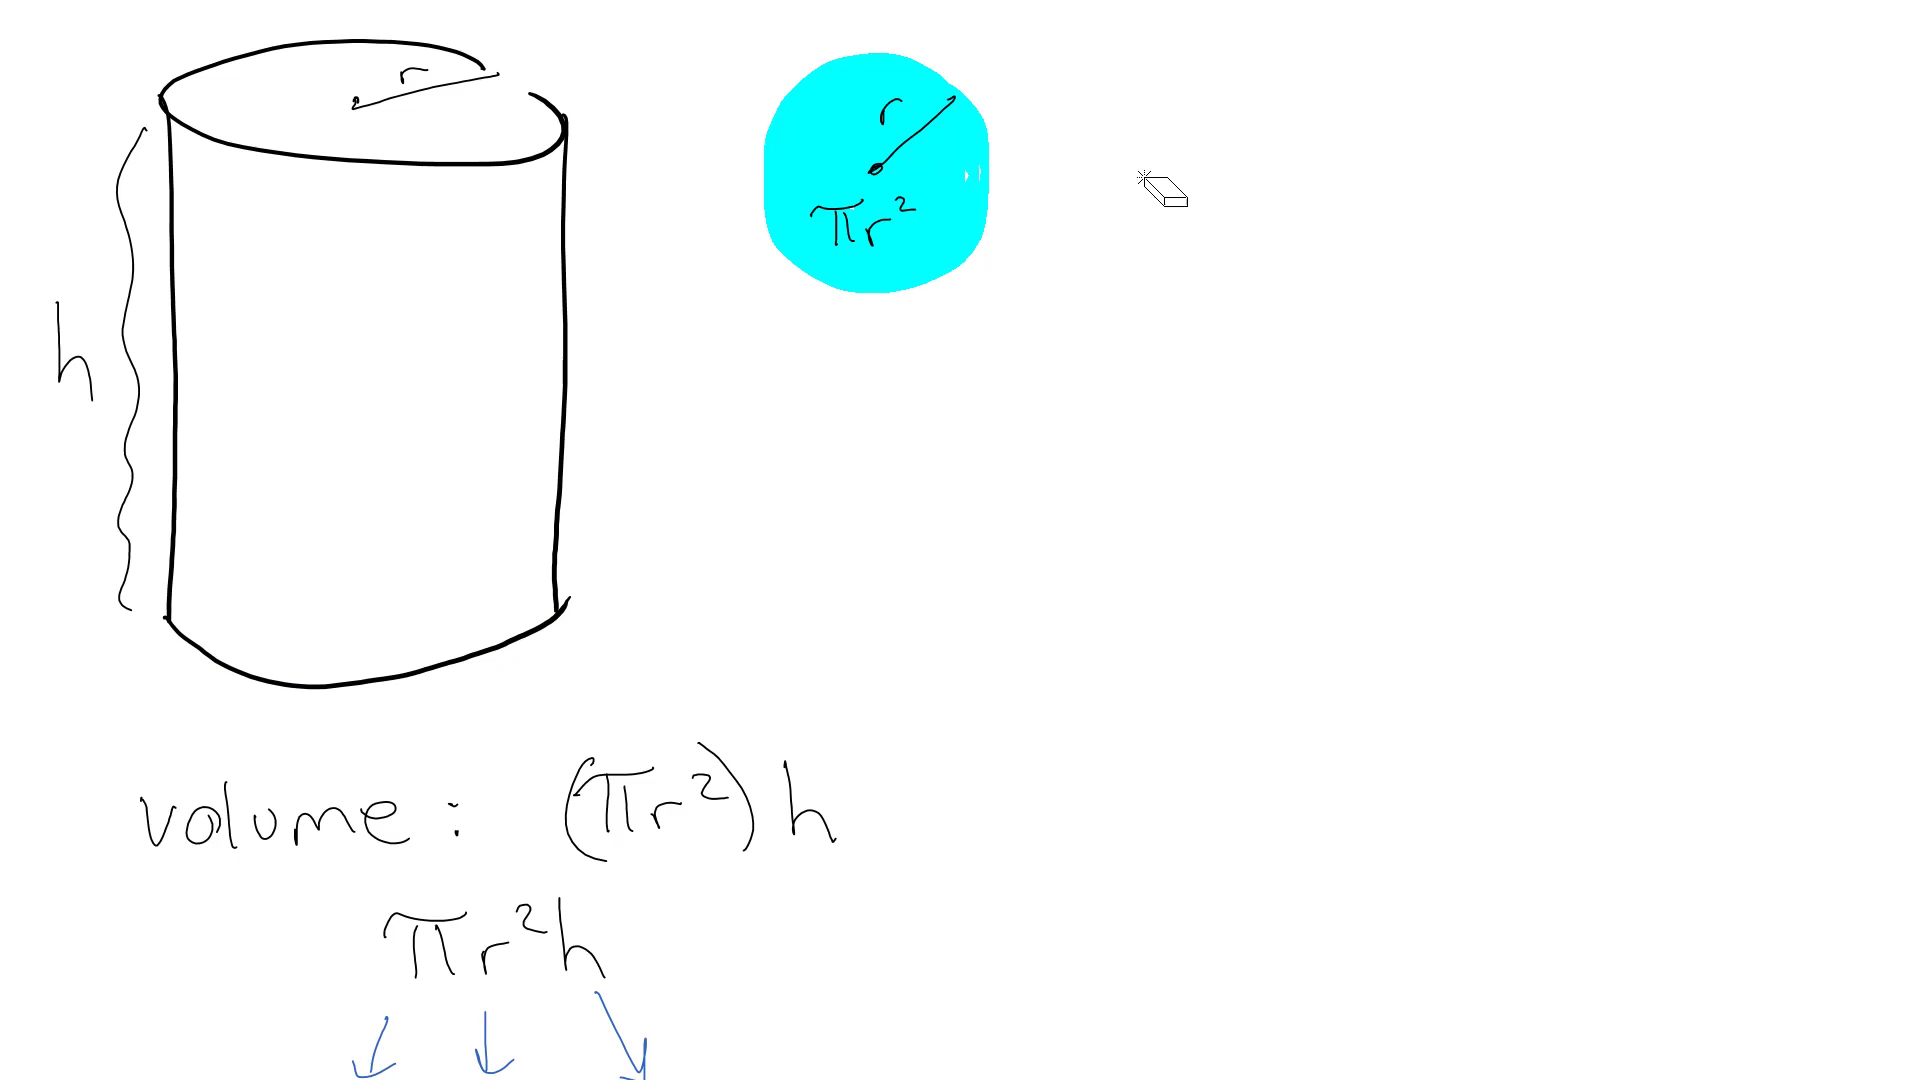 r
r
πr²
h
volume: (πr²)h
πr²h